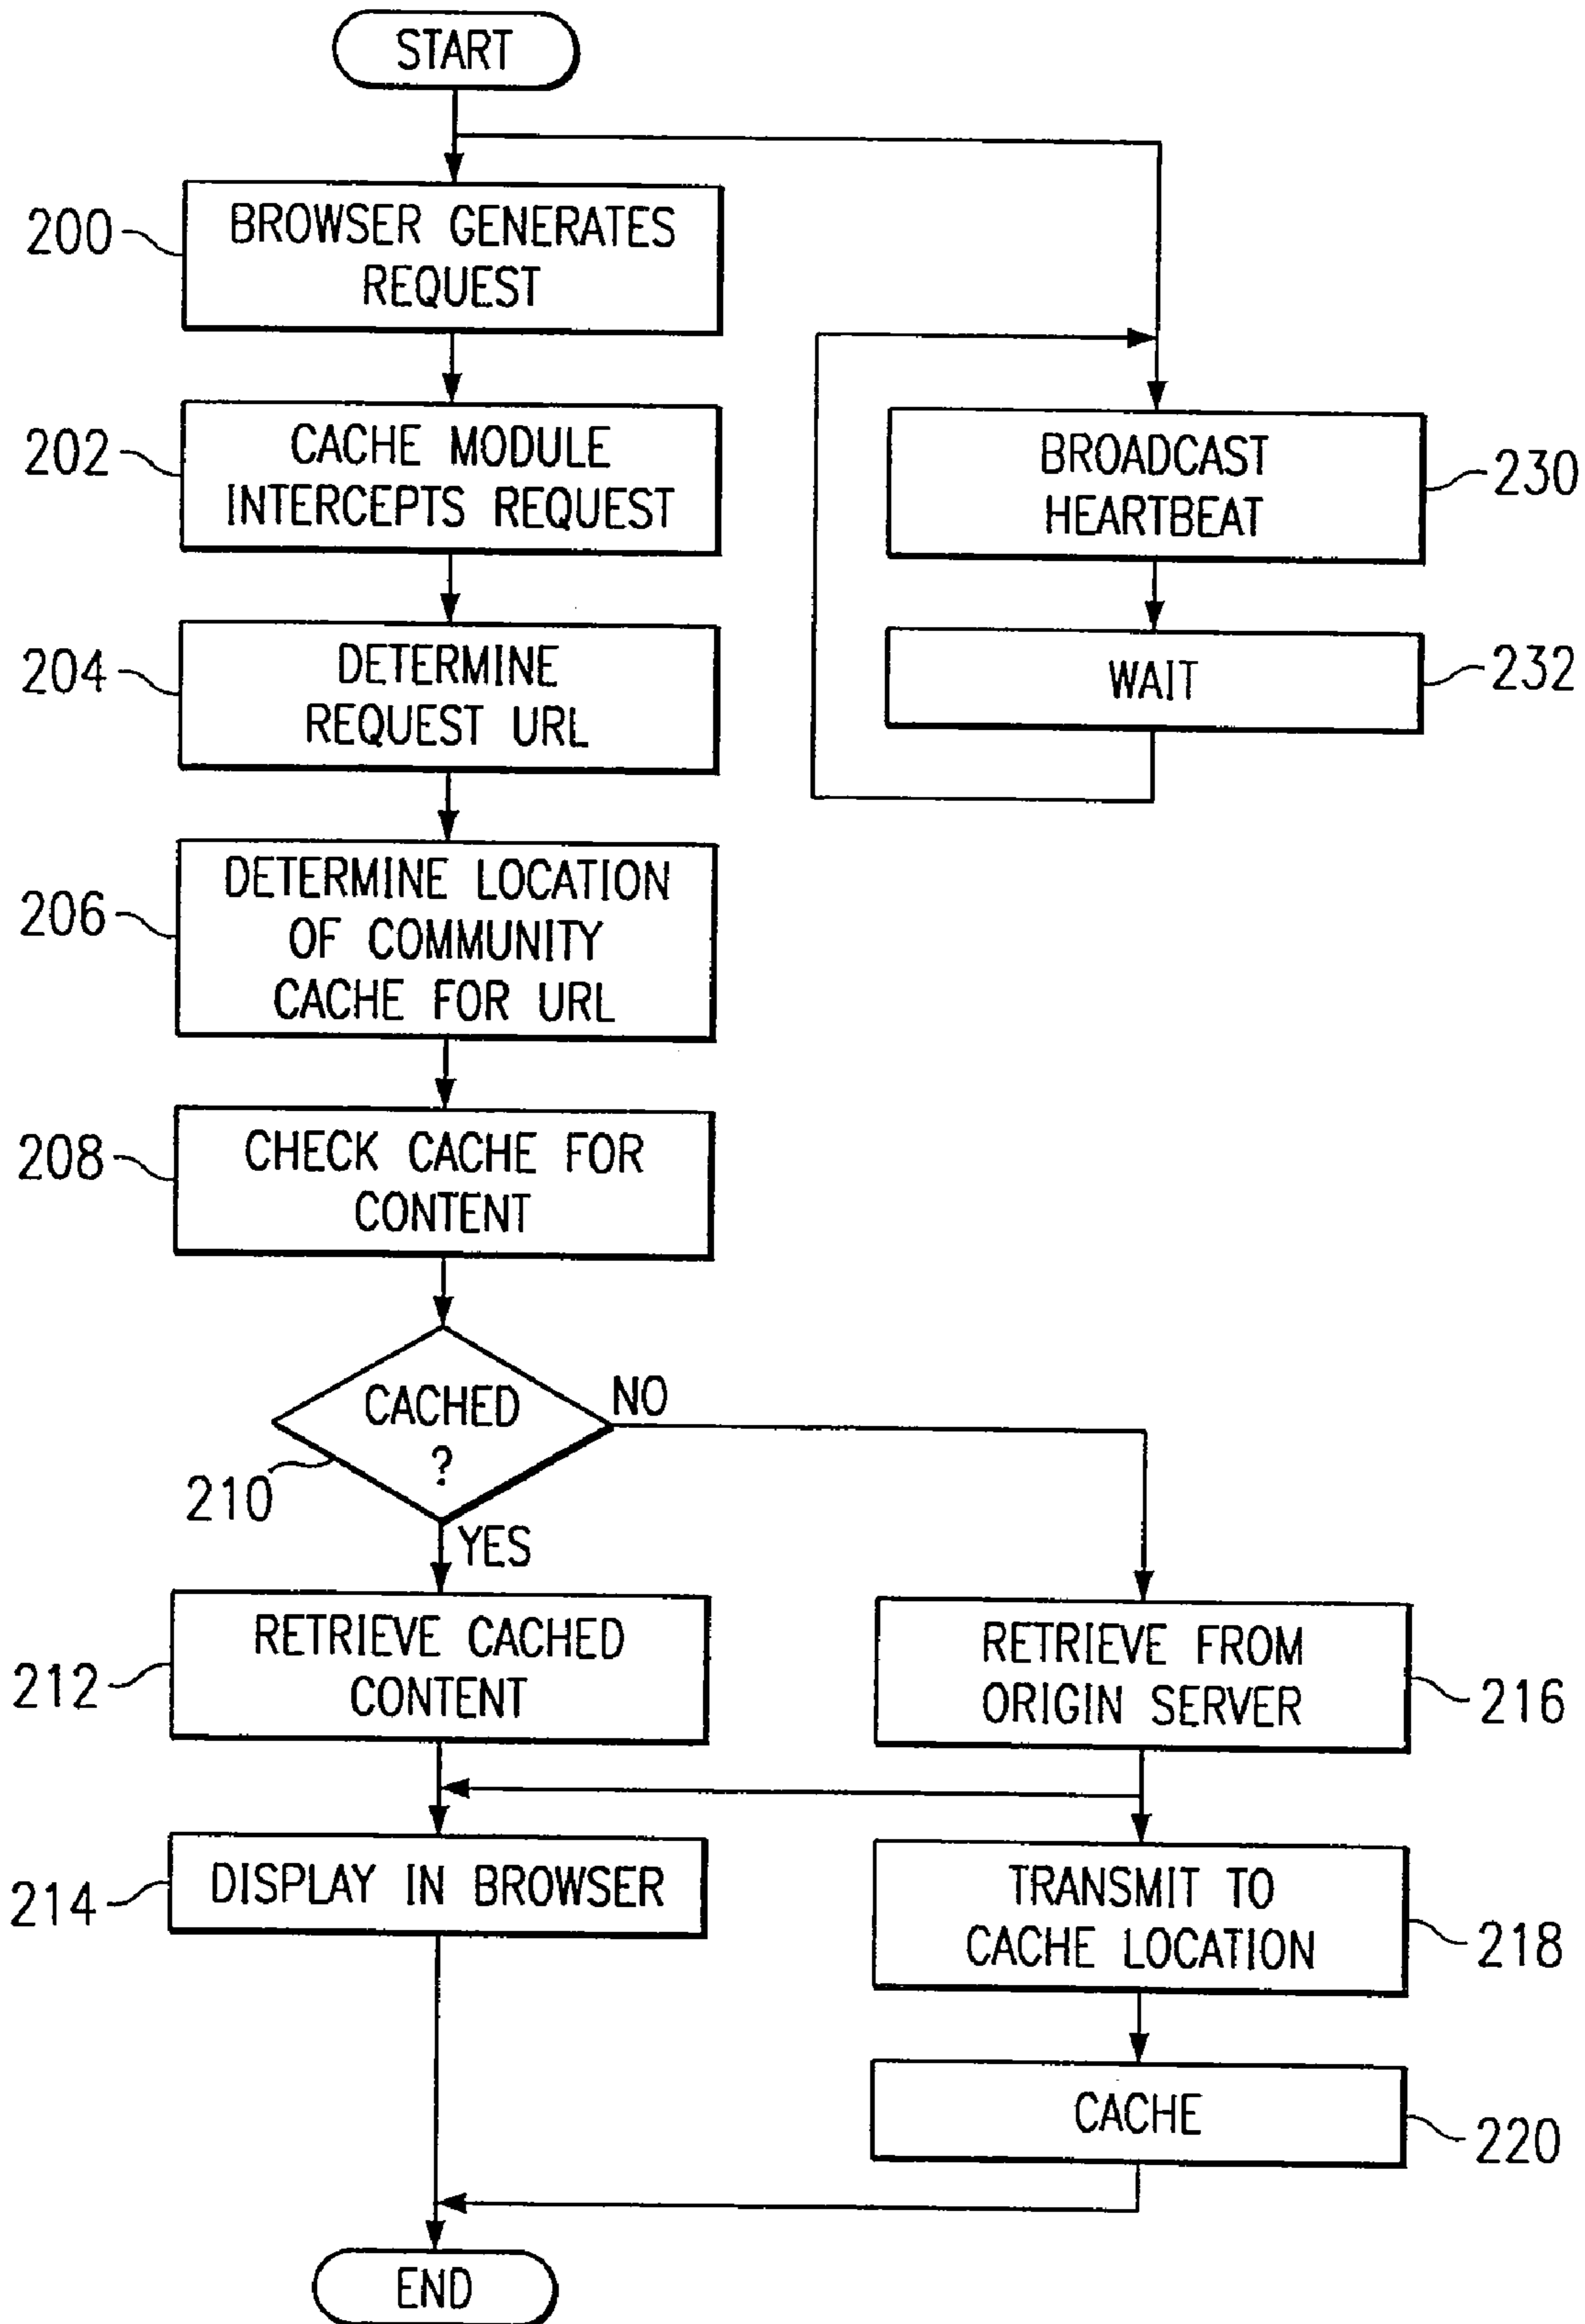 START
200
BROWSER GENERATES
REQUEST
202
CACHE MODULE
INTERCEPTS REQUEST
BROADCAST
HEARTBEAT
230
204
DETERMINE
REQUEST URL
WAIT
232
206
DETERMINE LOCATION
OF COMMUNITY
CACHE FOR URL
208
CHECK CACHE FOR
CONTENT
CACHED
?
NO
210
YES
212
RETRIEVE CACHED
CONTENT
RETRIEVE FROM
ORIGIN SERVER
216
214
DISPLAY IN BROWSER
TRANSMIT TO
CACHE LOCATION
218
CACHE
220
END